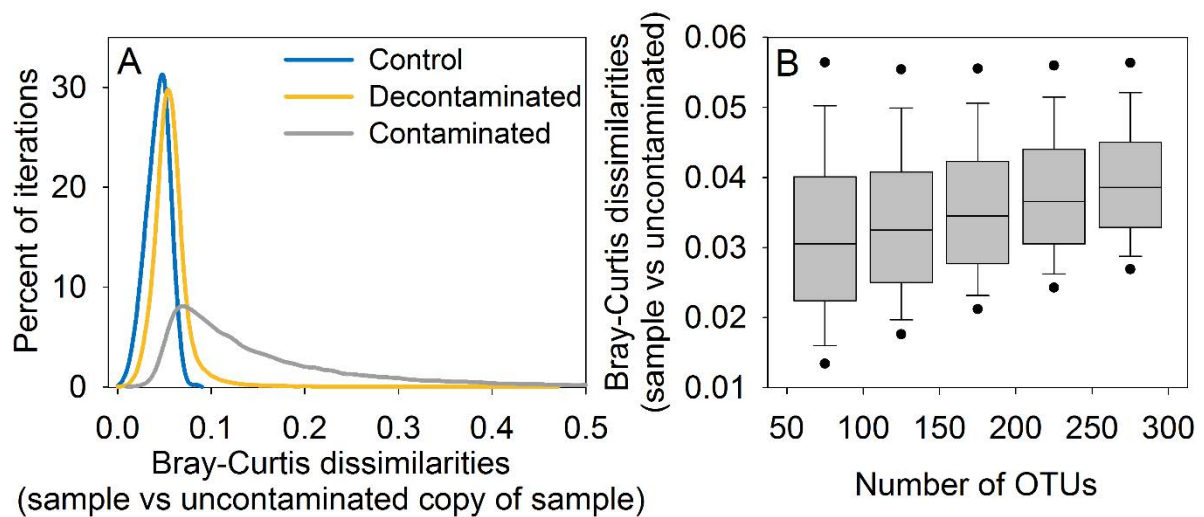 A
Control
Decontaminated
Contaminated
Percent of iterations
30
20
10
0
0.0 0.1 0.2 0.3 0.4 0.5
Bray-Curtis dissimilarities
(sample vs uncontaminated copy of sample)
B
Bray-Curtis dissimilarities
(sample vs uncontaminated)
0.06
0.05
0.04
0.03
0.02
0.01
50 100 150 200 250 300
Number of OTUs